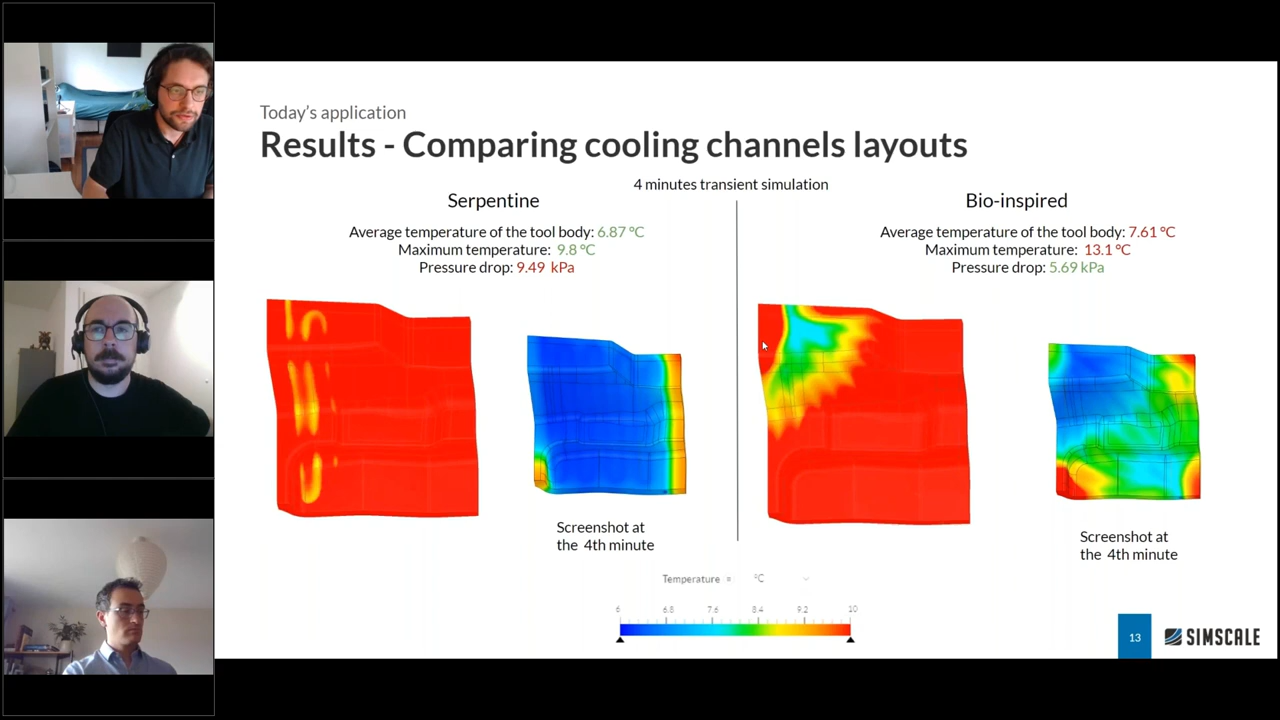 Today's application
Results - Comparing cooling channels layouts
4 minutes transient simulation
Serpentine
Average temperature of the tool body: 6.87 °C
Maximum temperature: 9.8 °C
Pressure drop: 9.49 kPa
Screenshot at
the 4th minute
Bio-inspired
Average temperature of the tool body: 7.61 °C
Maximum temperature: 13.1 °C
Pressure drop: 5.69 kPa
Screenshot at
the 4th minute
Temperature °C
6 6.8 7.6 8.4 9.2 10
13
SIMSCALE